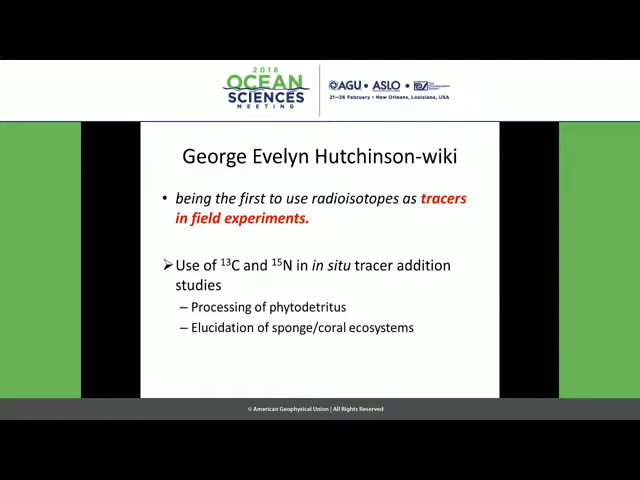 2016
OCEAN
SCIENCES
MEETING
AGU • ASLO •
21–26 February • New Orleans, Louisiana, USA
George Evelyn Hutchinson-wiki
• being the first to use radioisotopes as tracers
in field experiments.
➢Use of ¹³C and ¹⁵N in in situ tracer addition
studies
– Processing of phytodetritus
– Elucidation of sponge/coral ecosystems
© American Geophysical Union | All Rights Reserved